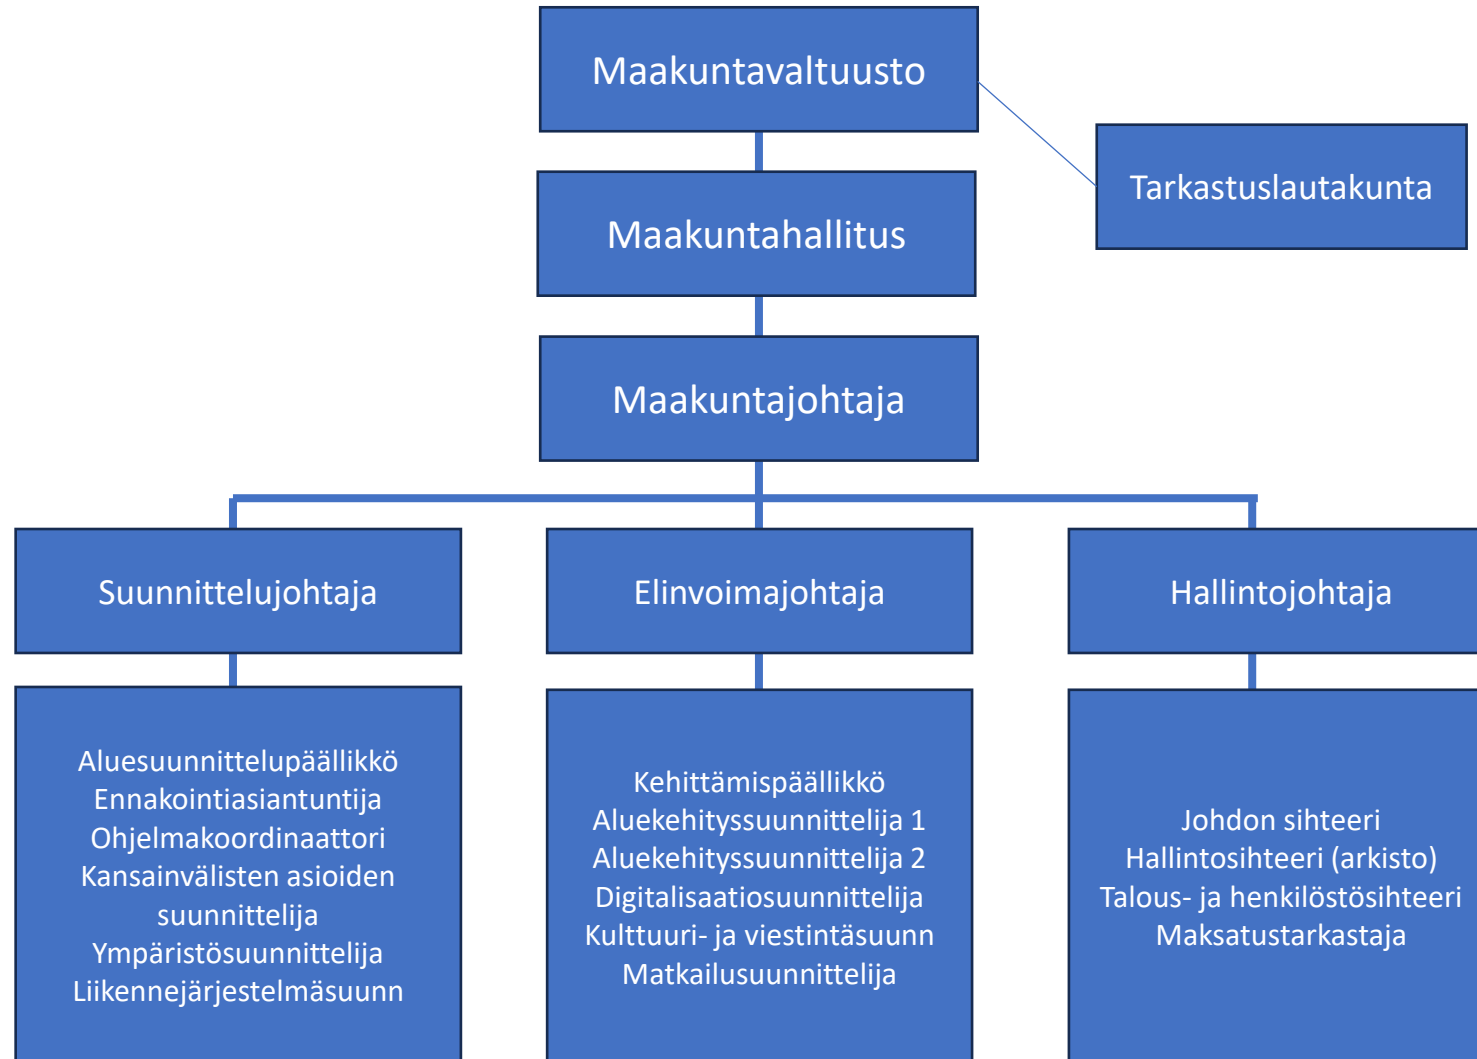 Maakuntavaltuusto
Tarkastuslautakunta
Maakuntahallitus
Maakuntajohtaja
Suunnittelujohtaja
Elinvoimajohtaja
Hallintojohtaja
Aluesuunnittelupäällikkö
Ennakointiasiantuntija
Ohjelmakoordinaattori
Kansainvälisten asioiden
suunnittelija
Ympäristösuunnittelija
Liikennejärjestelmäsuunn
Kehittämispäällikkö
Aluekehityssuunnittelija 1
Aluekehityssuunnittelija 2
Digitalisaatiosuunnittelija
Kulttuuri- ja viestintäsuunn
Matkailusuunnittelija
Johdon sihteeri
Hallintosihteeri (arkisto)
Talous- ja henkilöstösihteeri
Maksatustarkastaja